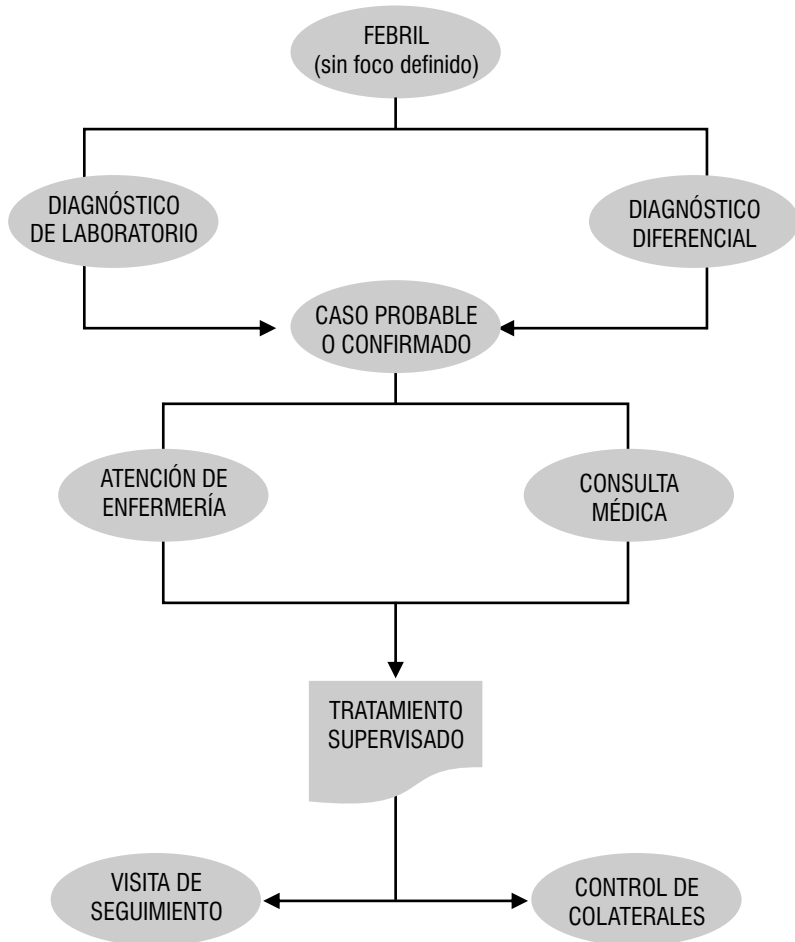 FEBRIL
(sin foco definido)
DIAGNÓSTICO
DE LABORATORIO
DIAGNÓSTICO
DIFERENCIAL
CASO PROBABLE
O CONFIRMADO
ATENCIÓN DE
ENFERMERÍA
CONSULTA
MÉDICA
TRATAMIENTO
SUPERVISADO
VISITA DE
SEGUIMIENTO
CONTROL DE
COLATERALES